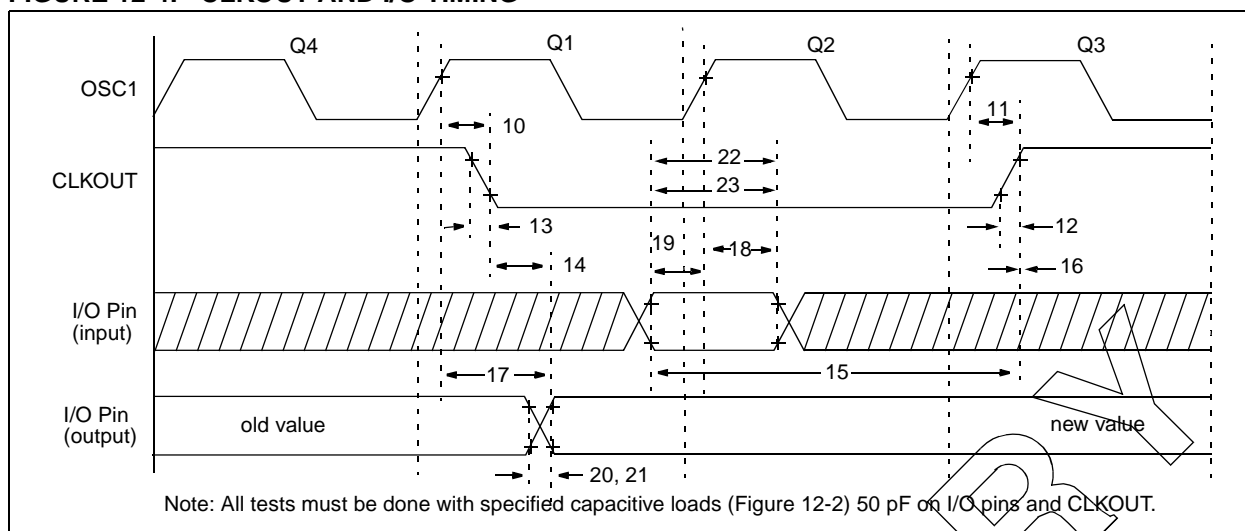 FIGURE 12-4: CLKOUT AND I/O TIMING
Q4 Q1 Q2 Q3
OSC1
10
11
22
CLKOUT
23
13
12
19
18
14
16
I/O Pin
(input)
17
15
I/O Pin
(output)
old value
new value
20, 21
Note: All tests must be done with specified capacitive loads (Figure 12-2) 50 pF on I/O pins and CLKOUT.
R Y